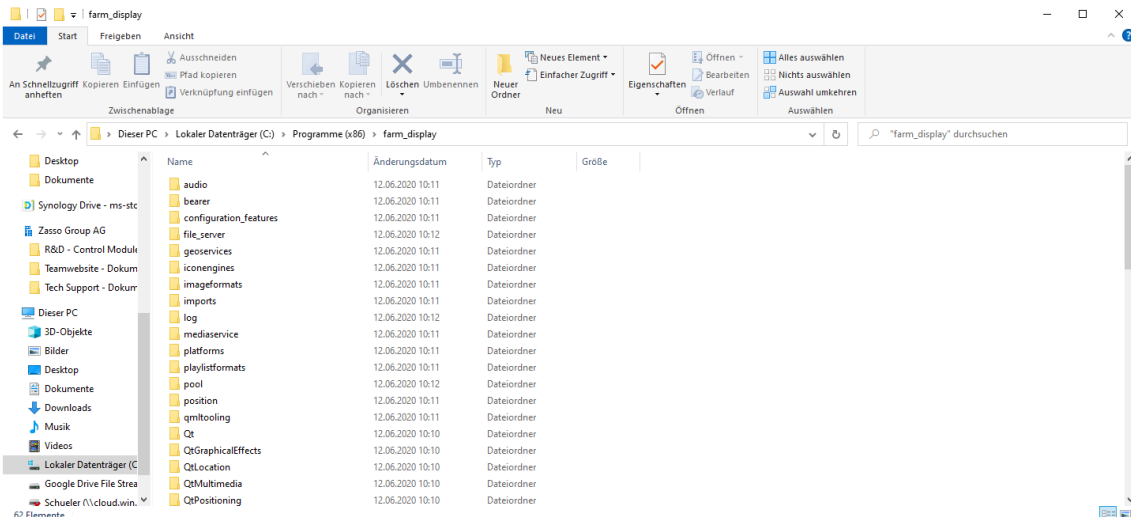 farm_display
Datei Start Freigeben Ansicht
An Schnellzugriff anheften
Kopieren
Einfügen
Ausschneiden
Pfad kopieren
Verknüpfung einfügen
Zwischenablage
Verschieben nach
Kopieren nach
Löschen
Umbenennen
Organisieren
Neuer Ordner
Neues Element
Einfacher Zugriff
Neu
Eigenschaften
Öffnen
Bearbeiten
Verlauf
Öffnen
Alles auswählen
Nichts auswählen
Auswahl umkehren
Auswählen
Dieser PC › Lokaler Datenträger (C:) › Programme (x86) › farm_display
"farm_display" durchsuchen
Desktop
Dokumente
Synology Drive - ms-stc
Zasso Group AG
R&D - Control Module
Teamwebsite - Dokum
Tech Support - Dokum
Dieser PC
3D-Objekte
Bilder
Desktop
Dokumente
Downloads
Musik
Videos
Lokaler Datenträger (C
Google Drive File Strea
Schueler (\\cloud.win.
Name Änderungsdatum Typ Größe
audio 12.06.2020 10:11 Dateiordner
bearer 12.06.2020 10:11 Dateiordner
configuration_features 12.06.2020 10:11 Dateiordner
file_server 12.06.2020 10:12 Dateiordner
geoservices 12.06.2020 10:11 Dateiordner
iconengines 12.06.2020 10:11 Dateiordner
imageformats 12.06.2020 10:11 Dateiordner
imports 12.06.2020 10:11 Dateiordner
log 12.06.2020 10:12 Dateiordner
mediaservice 12.06.2020 10:11 Dateiordner
platforms 12.06.2020 10:11 Dateiordner
playlistformats 12.06.2020 10:11 Dateiordner
pool 12.06.2020 10:12 Dateiordner
position 12.06.2020 10:11 Dateiordner
qmltooling 12.06.2020 10:11 Dateiordner
Qt 12.06.2020 10:10 Dateiordner
QtGraphicalEffects 12.06.2020 10:10 Dateiordner
QtLocation 12.06.2020 10:10 Dateiordner
QtMultimedia 12.06.2020 10:10 Dateiordner
QtPositioning 12.06.2020 10:10 Dateiordner
62 Elemente